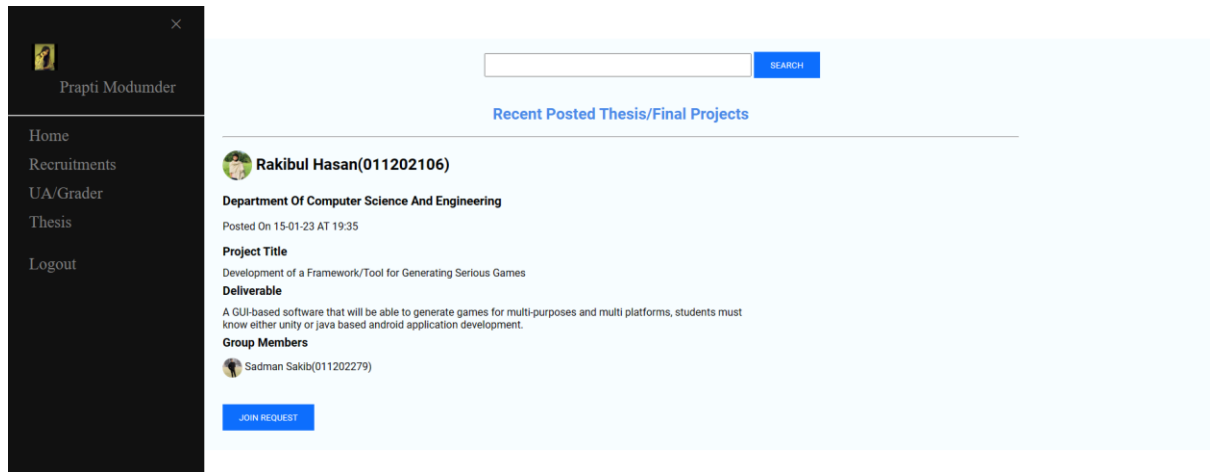 ×
Prapti Modumder
Home
Recruitments
UA/Grader
Thesis
Logout
SEARCH
Recent Posted Thesis/Final Projects
Rakibul Hasan(011202106)
Department Of Computer Science And Engineering
Posted On 15-01-23 AT 19:35
Project Title
Development of a Framework/Tool for Generating Serious Games
Deliverable
A GUI-based software that will be able to generate games for multi-purposes and multi platforms, students must
know either unity or java based android application development.
Group Members
Sadman Sakib(011202279)
JOIN REQUEST